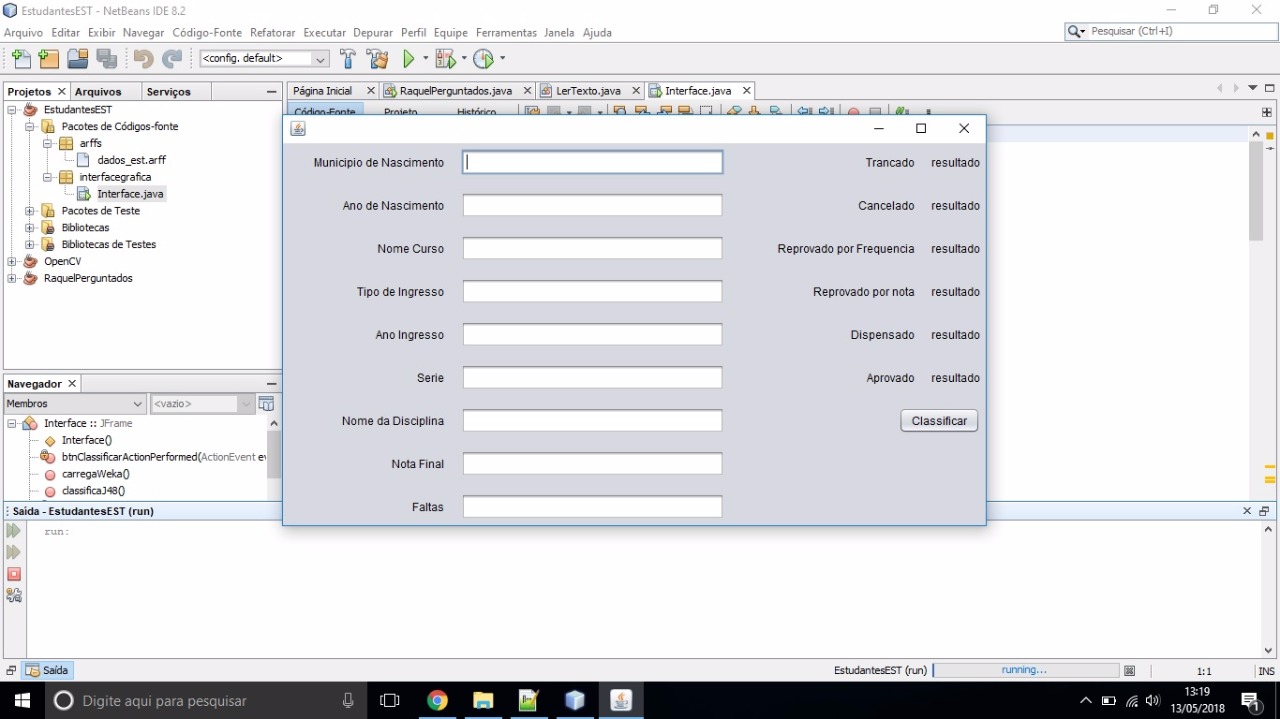 EstudantesEST - NetBeans IDE 8.2
Arquivo Editar Exibir Navegar Código-Fonte Refatorar Executar Depurar Perfil Equipe Ferramentas Janela Ajuda
Pesquisar (Ctrl+I)
<config. default>
Projetos Arquivos Serviços
Página Inicial RaquelPerguntados.java LerTexto.java Interface.java
Código-Fonte Projeto Histórico
EstudantesEST
Pacotes de Códigos-fonte
arffs
dados_est.arff
interfacegrafica
Interface.java
Pacotes de Teste
Bibliotecas
Bibliotecas de Testes
OpenCV
RaquelPerguntados
Municipio de Nascimento Trancado resultado
Ano de Nascimento Cancelado resultado
Nome Curso Reprovado por Frequencia resultado
Tipo de Ingresso Reprovado por nota resultado
Ano Ingresso Dispensado resultado
Serie Aprovado resultado
Nome da Disciplina Classificar
Nota Final
Faltas
Navegador
Membros <vazio>
Interface :: JFrame
Interface()
btnClassificarActionPerformed(ActionEvent ev
carregaWeka()
classificaJ48()
Saída - EstudantesEST (run)
run:
Saída
EstudantesEST (run) running... 1:1 INS
Digite aqui para pesquisar
13:19
13/05/2018
1